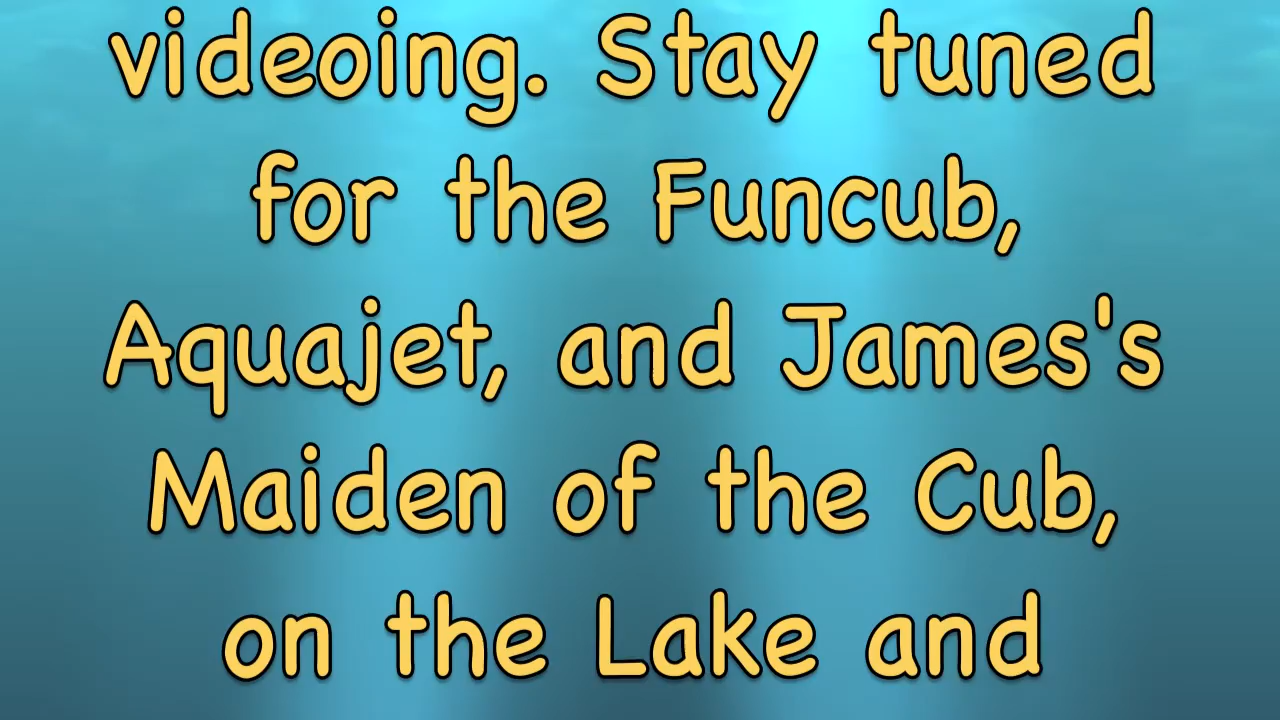 videoing. Stay tuned
for the Funcub,
Aquajet, and James's
Maiden of the Cub,
on the Lake and